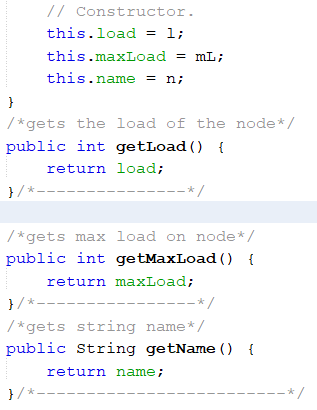 // Constructor.
this.load = l;
this.maxLoad = mL;
this.name = n;
}
/*gets the load of the node*/
public int getLoad() {
return load;
}/*---------------*/
/*gets max load on node*/
public int getMaxLoad() {
return maxLoad;
}/*----------------*/
/*gets string name*/
public String getName() {
return name;
}/*-------------------------*/